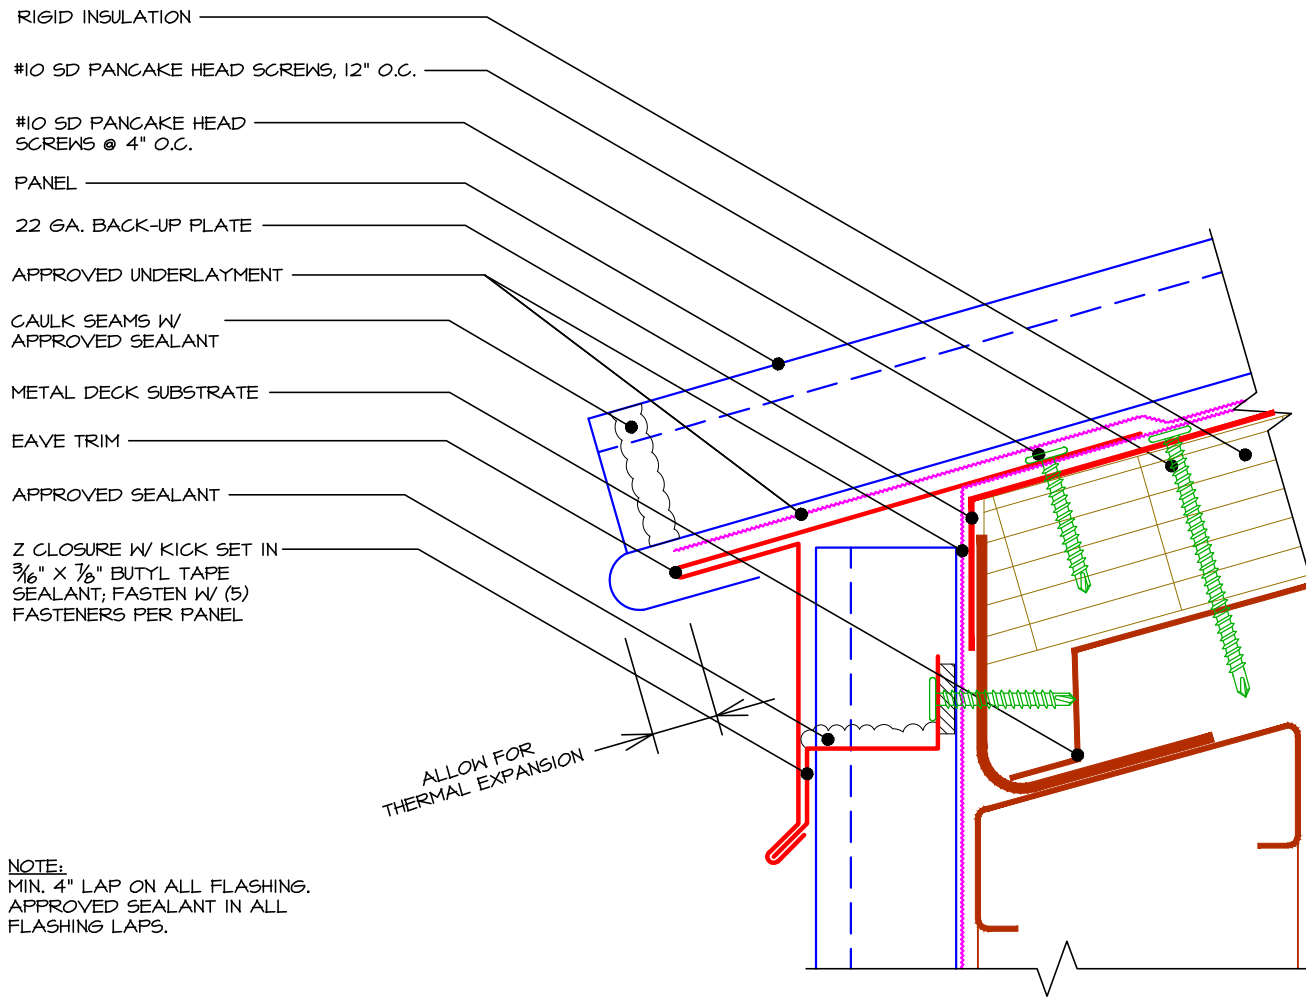 RIGID INSULATION
#10 SD PANCAKE HEAD SCREWS, 12" O.C.
#10 SD PANCAKE HEAD
SCREWS @ 4" O.C.
PANEL
22 GA. BACK-UP PLATE
APPROVED UNDERLAYMENT
CAULK SEAMS W/
APPROVED SEALANT
METAL DECK SUBSTRATE
EAVE TRIM
APPROVED SEALANT
Z CLOSURE W/ KICK SET IN
3/16" X 7/8" BUTYL TAPE
SEALANT; FASTEN W/ (5)
FASTENERS PER PANEL
ALLOW FOR
THERMAL EXPANSION
NOTE:
MIN. 4" LAP ON ALL FLASHING.
APPROVED SEALANT IN ALL
FLASHING LAPS.